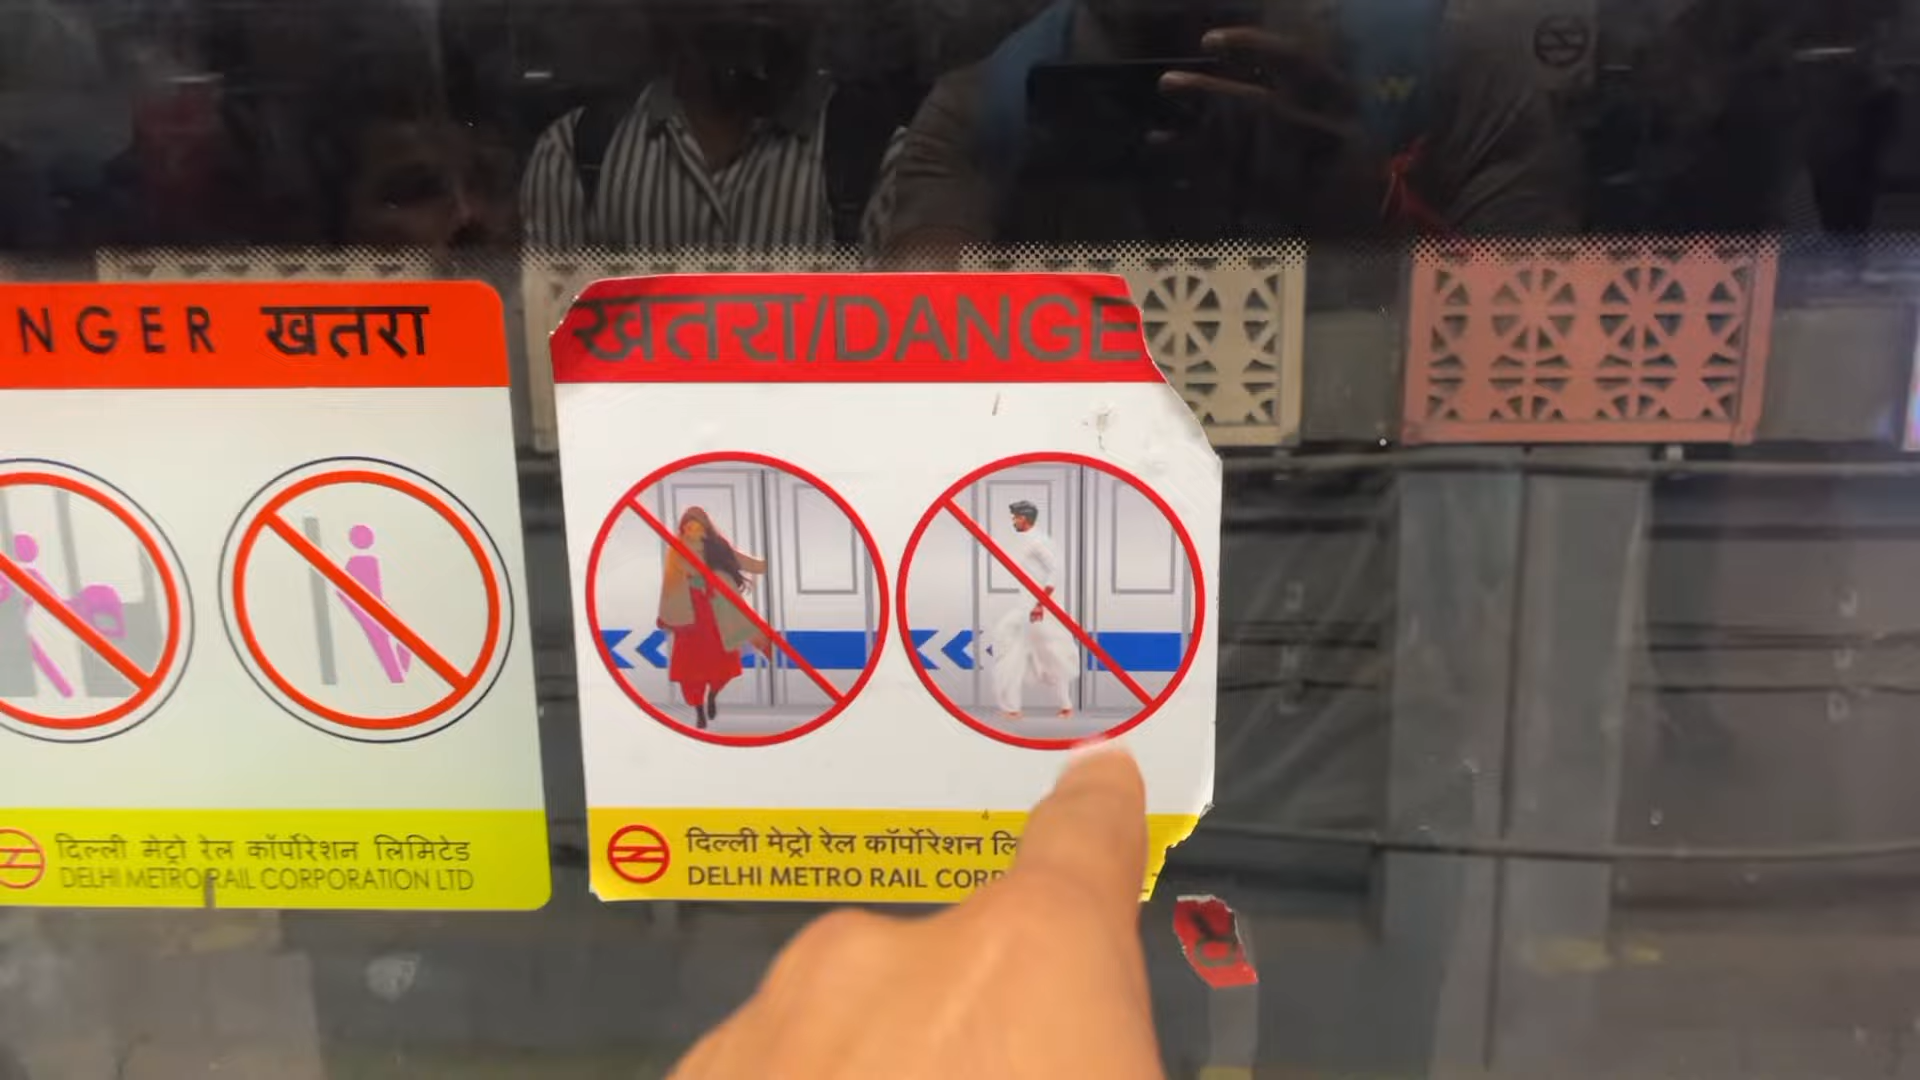 NGER खतरा
दिल्ली मेट्रो रेल कॉर्पोरेशन लिमिटेड
DELHI METRO RAIL CORPORATION LTD
खतरा/DANGE
दिल्ली मेट्रो रेल कॉर्पोरेशन लि
DELHI METRO RAIL CORP
R